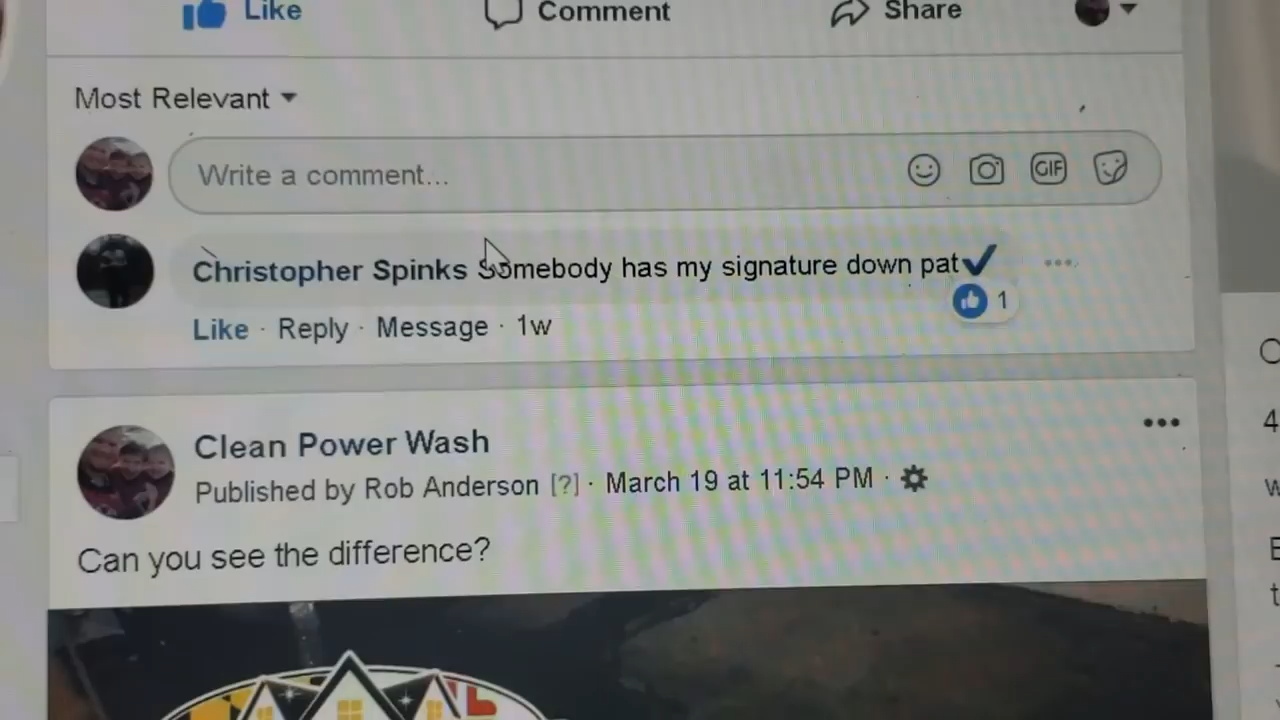 Like Comment Share
Most Relevant
Write a comment...
GIF
Christopher Spinks Somebody has my signature down pat
1
Like · Reply · Message · 1w
Clean Power Wash
Published by Rob Anderson [?] · March 19 at 11:54 PM ·
Can you see the difference?